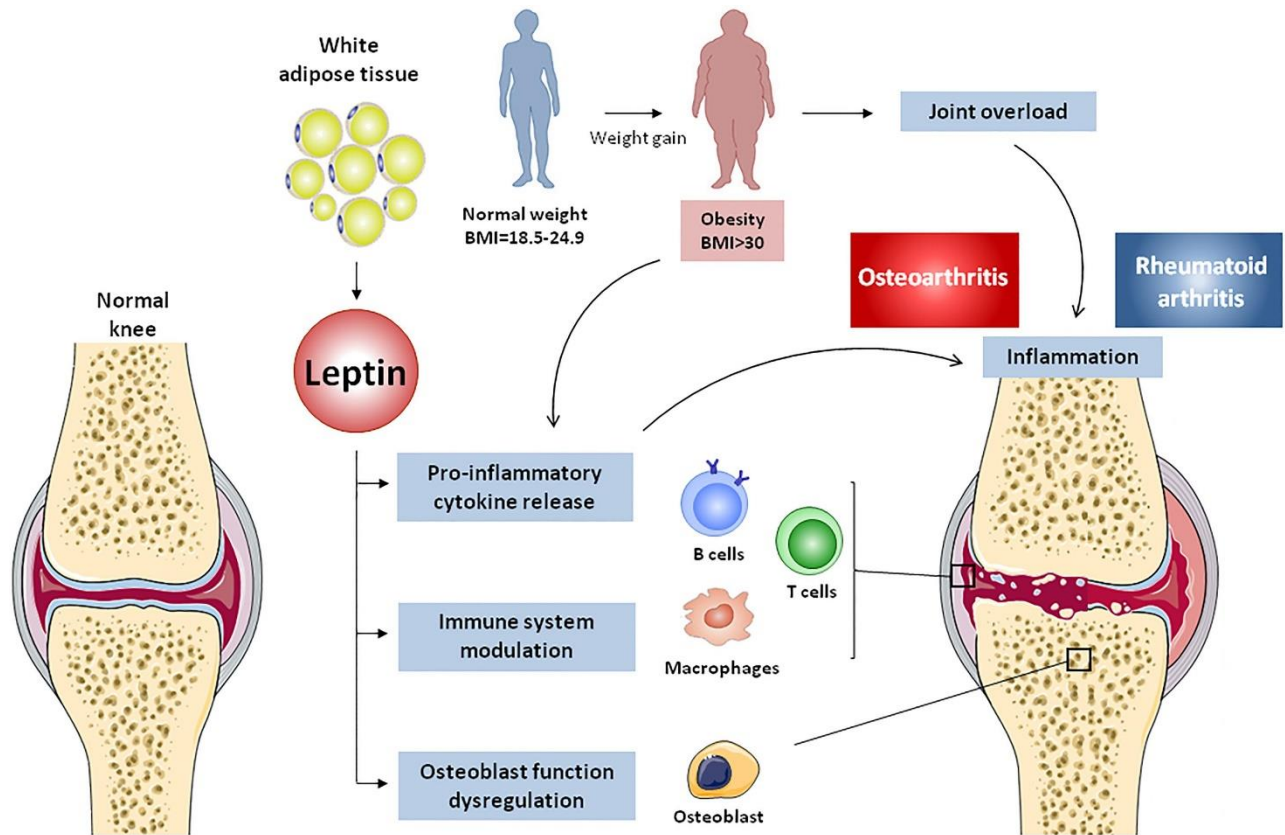 White
adipose tissue
Weight gain
Joint overload
Normal weight
BMI=18.5-24.9
Obesity
BMI>30
Osteoarthritis
Rheumatoid
arthritis
Normal
knee
Leptin
Inflammation
Pro-inflammatory
cytokine release
B cells
T cells
Immune system
modulation
Macrophages
Osteoblast function
dysregulation
Osteoblast